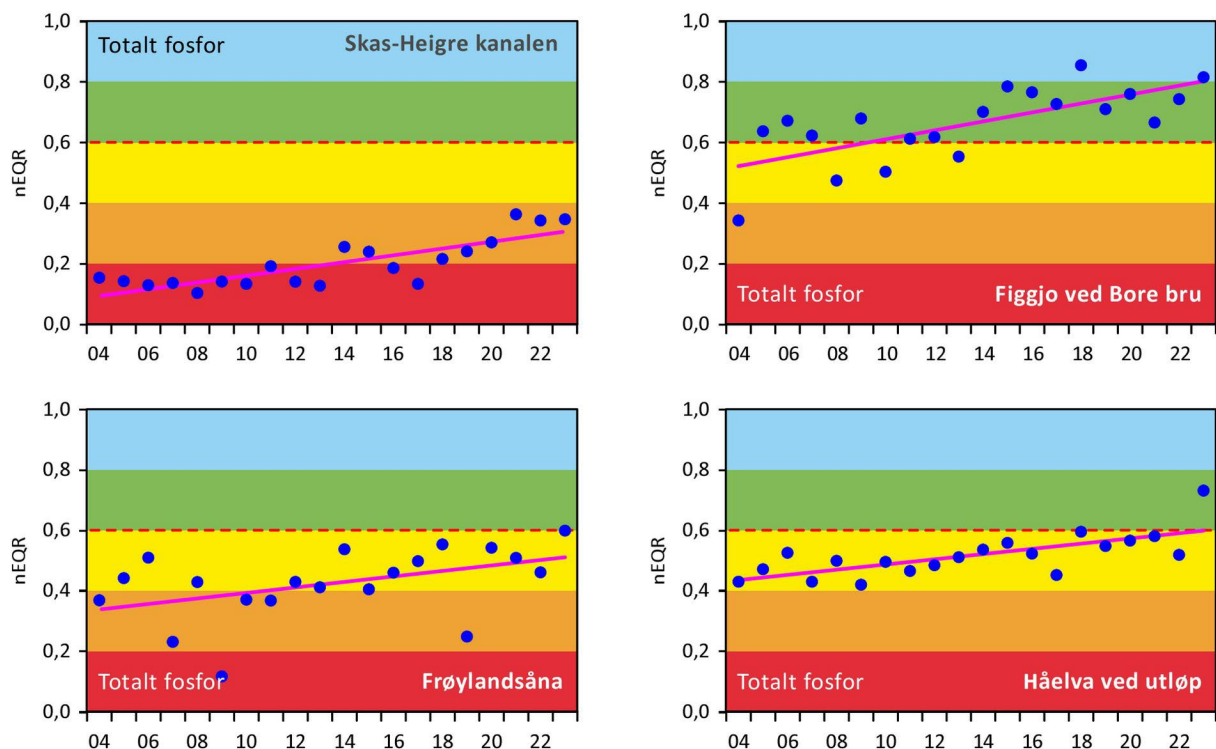 1,0
Totalt fosfor Skas-Heigre kanalen
0,8
0,6
nEQR
0,4
0,2
0,0
04 06 08 10 12 14 16 18 20 22
1,0
0,8
0,6
nEQR
0,4
0,2
Totalt fosfor Figgjo ved Bore bru
0,0
04 06 08 10 12 14 16 18 20 22
1,0
0,8
0,6
nEQR
0,4
0,2
Totalt fosfor Frøylandsåna
0,0
04 06 08 10 12 14 16 18 20 22
1,0
0,8
0,6
nEQR
0,4
0,2
Totalt fosfor Håelva ved utløp
0,0
04 06 08 10 12 14 16 18 20 22